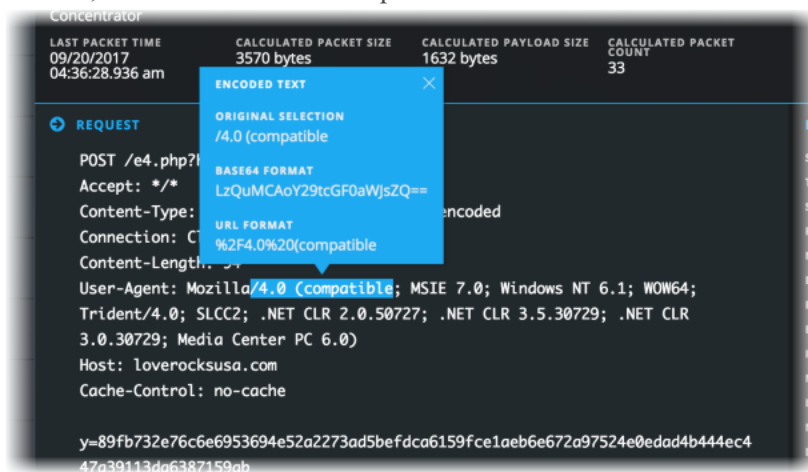 Concentrator
LAST PACKET TIME CALCULATED PACKET SIZE CALCULATED PAYLOAD SIZE CALCULATED PACKET COUNT
09/20/2017 3570 bytes 1632 bytes 33
04:36:28.936 am
ENCODED TEXT
ORIGINAL SELECTION
/4.0 (compatible
BASE64 FORMAT
LzQuMCAoY29tcGF0aWJsZQ==
URL FORMAT
%2F4.0%20(compatible
REQUEST
POST /e4.php?
Accept: */*
Content-Type: encoded
Connection:
Content-Length:
User-Agent: Mozilla/4.0 (compatible; MSIE 7.0; Windows NT 6.1; WOW64;
Trident/4.0; SLCC2; .NET CLR 2.0.50727; .NET CLR 3.5.30729; .NET CLR
3.0.30729; Media Center PC 6.0)
Host: loverocksusa.com
Cache-Control: no-cache
y=89fb732e76c6e6953694e52a2273ad5befdca6159fce1aeb6e672a97524e0edad4b444ec4
47a39113da6387159ab